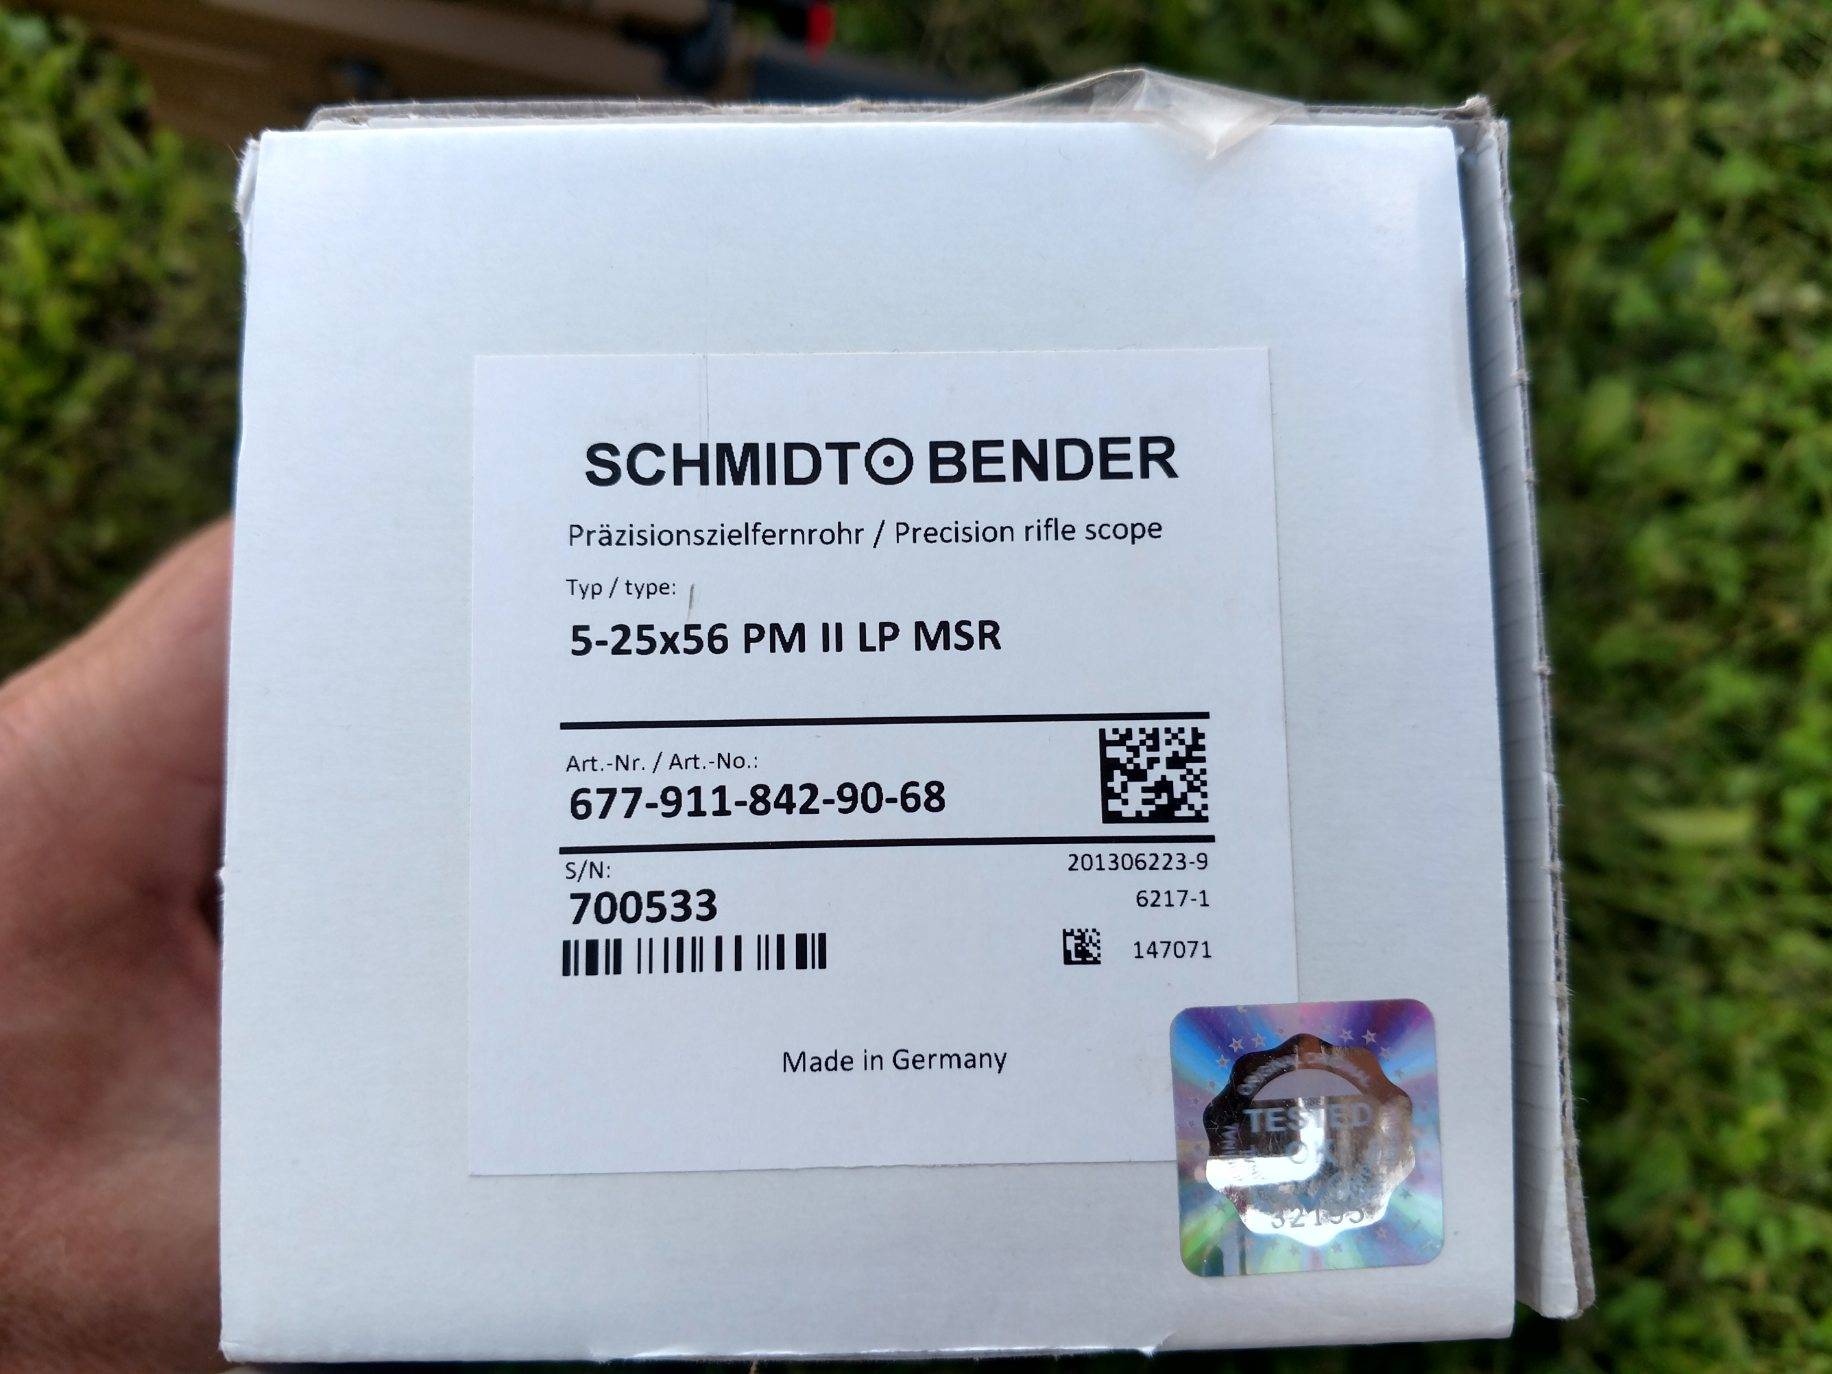 SCHMIDT BENDER
Präzisionszielfernrohr / Precision rifle scope
Typ / type:
5-25x56 PM II LP MSR
Art.-Nr. / Art.-No.:
677-911-842-90-68
S/N:
700533
201306223-9
6217-1
147071
Made in Germany
TESTED
OK